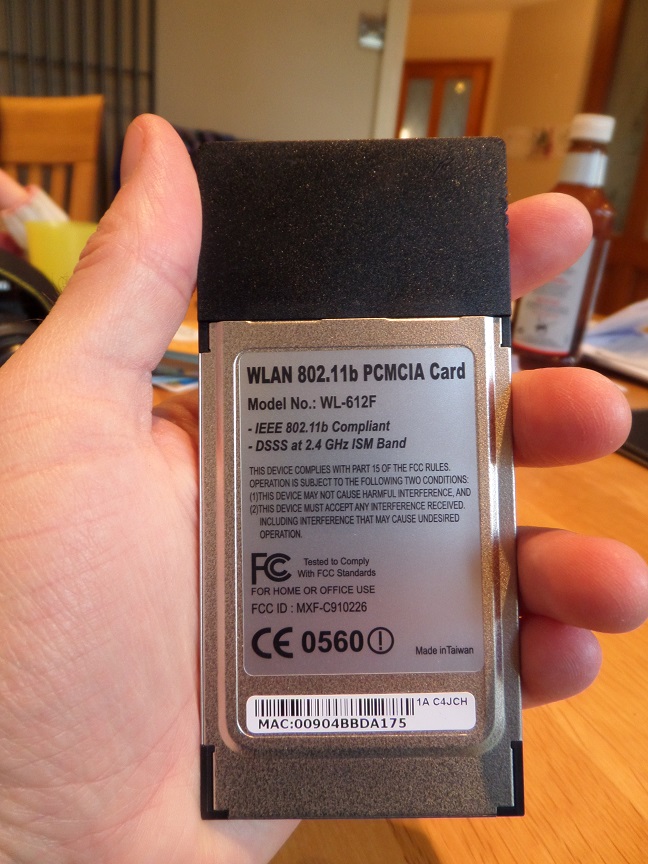 WLAN 802.11b PCMCIA Card
Model No.: WL-612F
- IEEE 802.11b Compliant
- DSSS at 2.4 GHz ISM Band
THIS DEVICE COMPLIES WITH PART 15 OF THE FCC RULES.
OPERATION IS SUBJECT TO THE FOLLOWING TWO CONDITIONS:
(1)THIS DEVICE MAY NOT CAUSE HARMFUL INTERFERENCE, AND
(2)THIS DEVICE MUST ACCEPT ANY INTERFERENCE RECEIVED.
INCLUDING INTERFERENCE THAT MAY CAUSE UNDESIRED
OPERATION.
FC Tested to Comply
With FCC Standards
FOR HOME OR OFFICE USE
FCC ID : MXF-C910226
CE 0560
Made in Taiwan
1A C4JCH
MAC:00904BBDA175